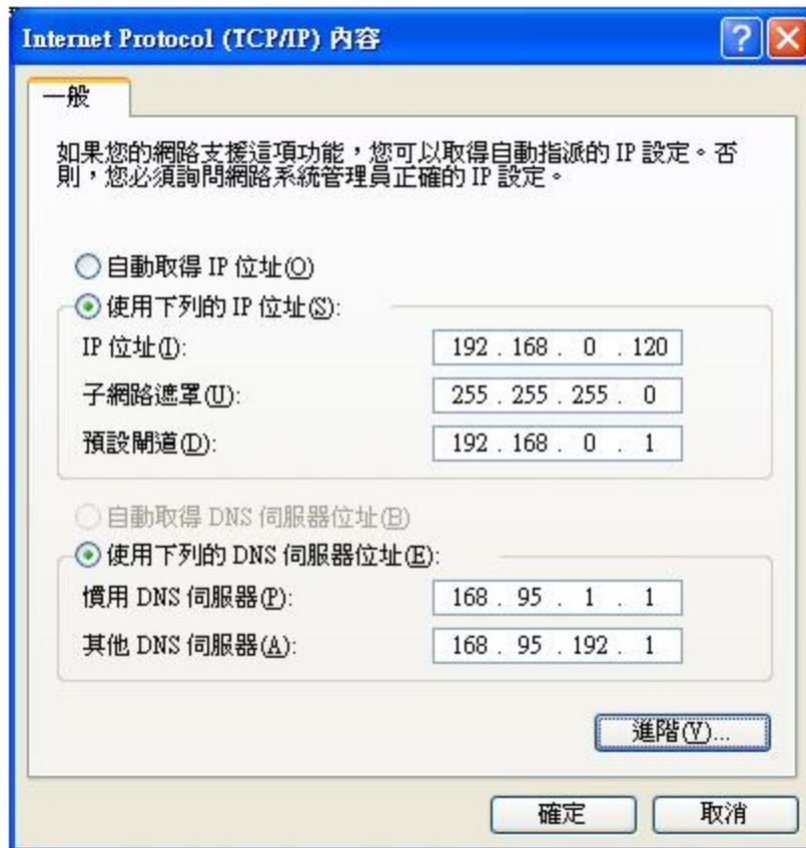 Internet Protocol (TCP/IP) 內容
一般
如果您的網路支援這項功能，您可以取得自動指派的 IP 設定。否
則，您必須詢問網路系統管理員正確的 IP 設定。
自動取得 IP 位址(O)
使用下列的 IP 位址(S):
IP 位址(I): 192 . 168 . 0 . 120
子網路遮罩(U): 255 . 255 . 255 . 0
預設閘道(D): 192 . 168 . 0 . 1
自動取得 DNS 伺服器位址(B)
使用下列的 DNS 伺服器位址(E):
慣用 DNS 伺服器(P): 168 . 95 . 1 . 1
其他 DNS 伺服器(A): 168 . 95 . 192 . 1
進階(V)...
確定 取消